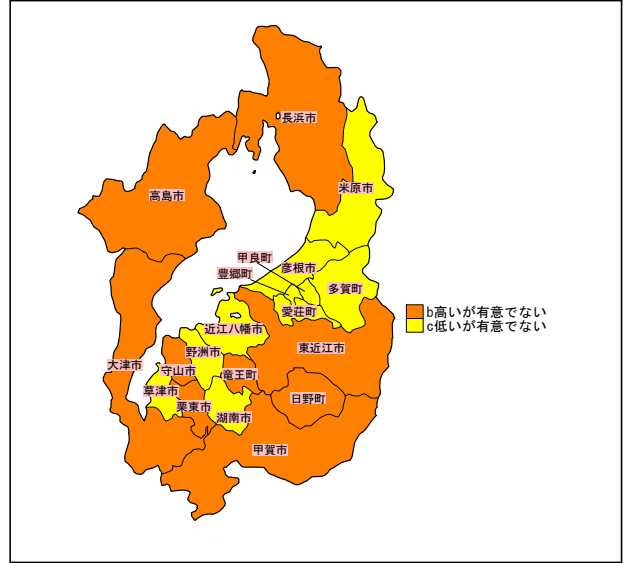 長浜市
高島市
米原市
甲良町
彦根市
豊郷町
多賀町
愛荘町
b高いが有意でない
c低いが有意でない
近江八幡市
東近江市
野洲市
大津市
守山市
竜王町
草津市
日野町
栗東市
湖南市
甲賀市